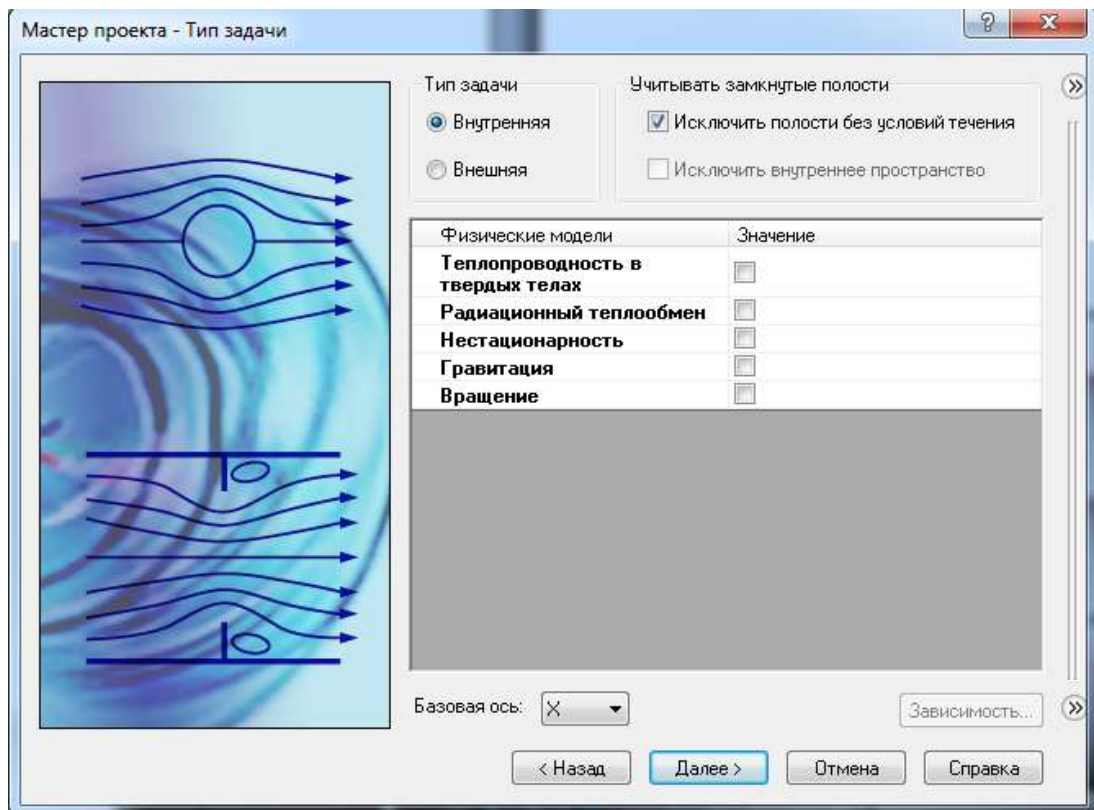 Мастер проекта - Тип задачи
Тип задачи
Внутренняя
Внешняя
Учитывать замкнутые полости
Исключить полости без условий течения
Исключить внутреннее пространство
Физические модели Значение
Теплопроводность в
твердых телах
Радиационный теплообмен
Нестационарность
Гравитация
Вращение
Базовая ось: X
Зависимость...
< Назад Далее > Отмена Справка